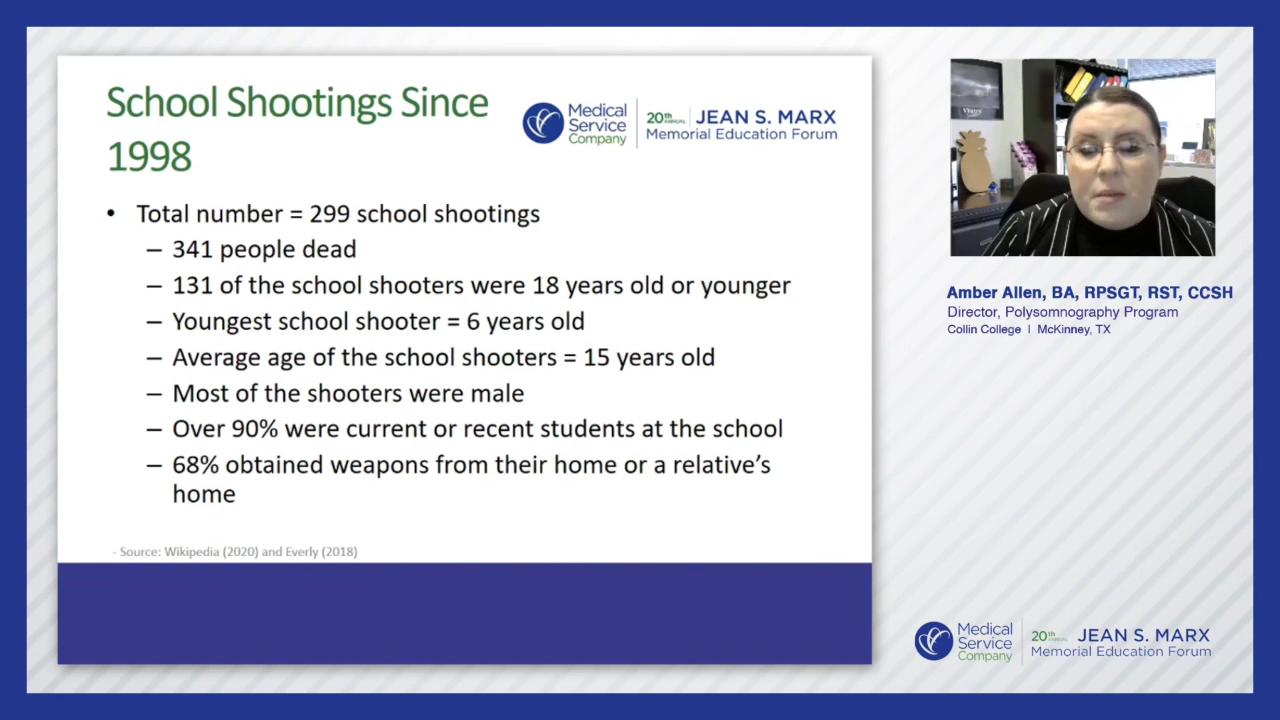 School Shootings Since
1998
Medical
Service
Company
20th ANNUAL JEAN S. MARX
Memorial Education Forum
• Total number = 299 school shootings
– 341 people dead
– 131 of the school shooters were 18 years old or younger
– Youngest school shooter = 6 years old
– Average age of the school shooters = 15 years old
– Most of the shooters were male
– Over 90% were current or recent students at the school
– 68% obtained weapons from their home or a relative’s
home
- Source: Wikipedia (2020) and Everly (2018)
Amber Allen, BA, RPSGT, RST, CCSH
Director, Polysomnography Program
Collin College | McKinney, TX
Medical
Service
Company
20th ANNUAL JEAN S. MARX
Memorial Education Forum